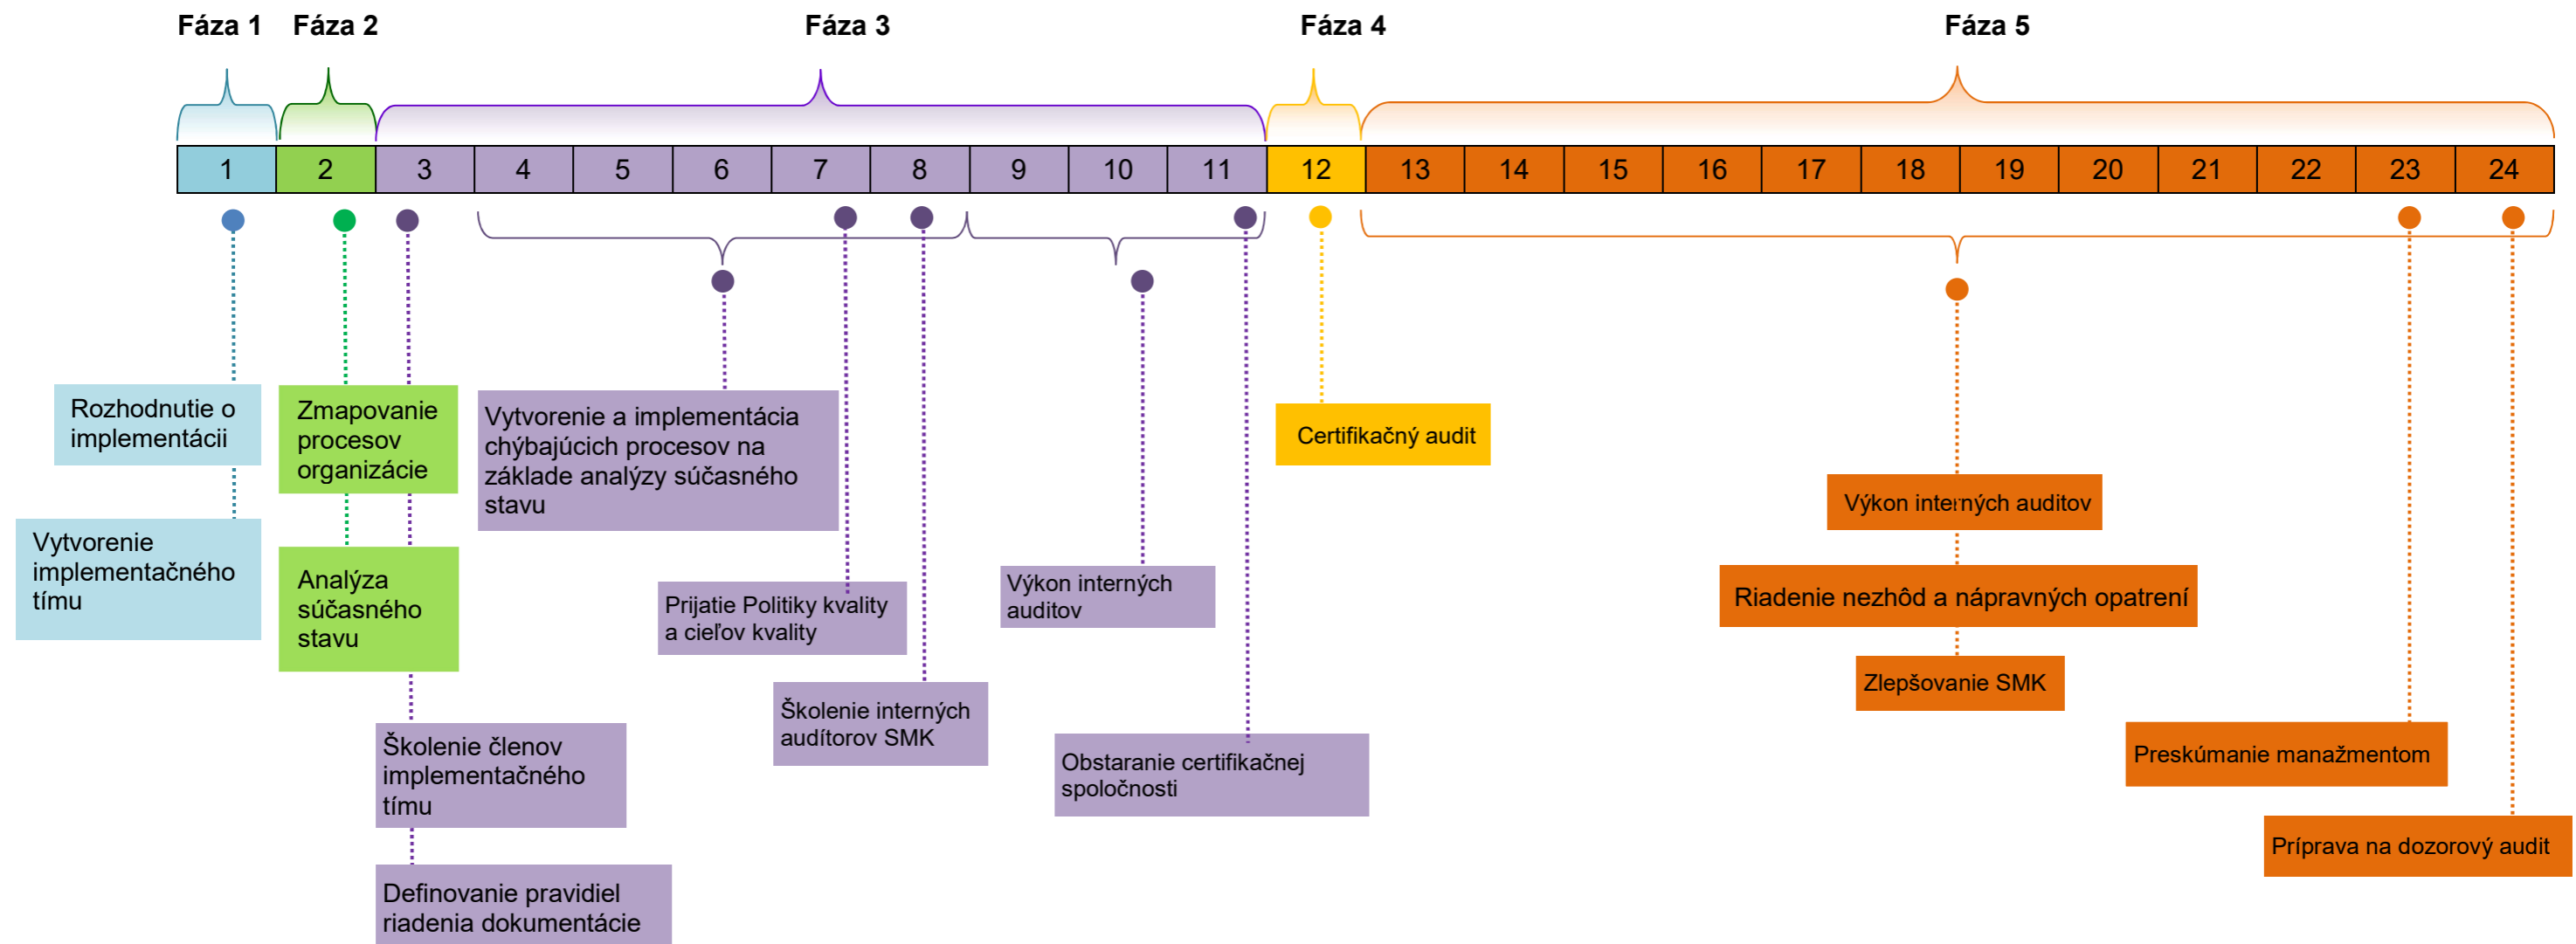 Fáza 1
Fáza 2
Fáza 3
Fáza 4
Fáza 5
1
2
3
4
5
6
7
8
9
10
11
12
13
14
15
16
17
18
19
20
21
22
23
24
Rozhodnutie o
implementácii
Vytvorenie
implementačného
tímu
Zmapovanie
procesov
organizácie
Analýza
súčasného
stavu
Školenie členov
implementačného
tímu
Definovanie pravidiel
riadenia dokumentácie
Vytvorenie a implementácia
chýbajúcich procesov na
základe analýzy súčasného
stavu
Prijatie Politiky kvality
a cieľov kvality
Školenie interných
audítorov SMK
Výkon interných
auditov
Obstaranie certifikačnej
spoločnosti
Certifikačný audit
Výkon interných auditov
Riadenie nezhôd a nápravných opatrení
Zlepšovanie SMK
Preskúmanie manažmentom
Príprava na dozorový audit